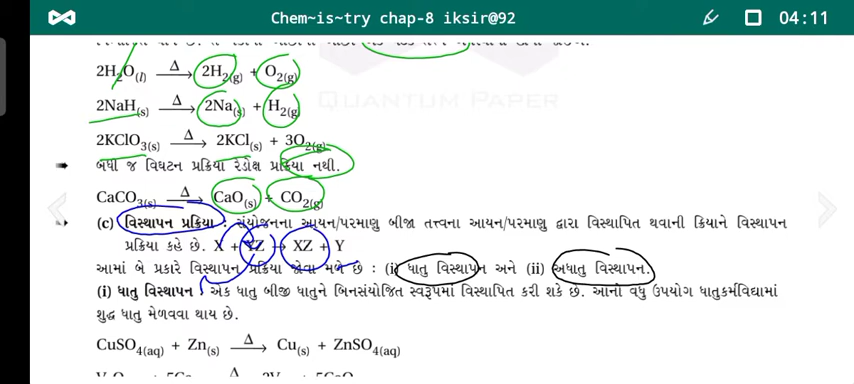 Chem~is~try chap-8 iksir@92
04:11
2H₂O(l) —Δ→ 2H₂(g) + O₂(g)
QUANTUM PAPER
2NaH(s) —Δ→ 2Na(s) + H₂(g)
2KClO₃(s) —Δ→ 2KCl(s) + 3O₂(g)
➡ બધી જ વિઘટન પ્રક્રિયા રેડોક્ષ પ્રક્રિયા નથી.
CaCO₃(s) —Δ→ CaO(s) + CO₂(g)
(c) વિસ્થાપન પ્રક્રિયા : સંયોજનના આયન/પરમાણુ બીજા તત્ત્વના આયન/પરમાણુ દ્વારા વિસ્થાપિત થવાની ક્રિયાને વિસ્થાપન
પ્રક્રિયા કહે છે. X + YZ → XZ + Y
આમાં બે પ્રકારે વિસ્થાપન પ્રક્રિયા જોવા મળે છે : (i) ધાતુ વિસ્થાપન અને (ii) અધાતુ વિસ્થાપન.
(i) ધાતુ વિસ્થાપન : એક ધાતુ બીજી ધાતુને બિનસંયોજિત સ્વરૂપમાં વિસ્થાપિત કરી શકે છે. આનો વધુ ઉપયોગ ધાતુકર્મવિદ્યામાં
શુદ્ધ ધાતુ મેળવવા થાય છે.
CuSO₄(aq) + Zn(s) —Δ→ Cu(s) + ZnSO₄(aq)